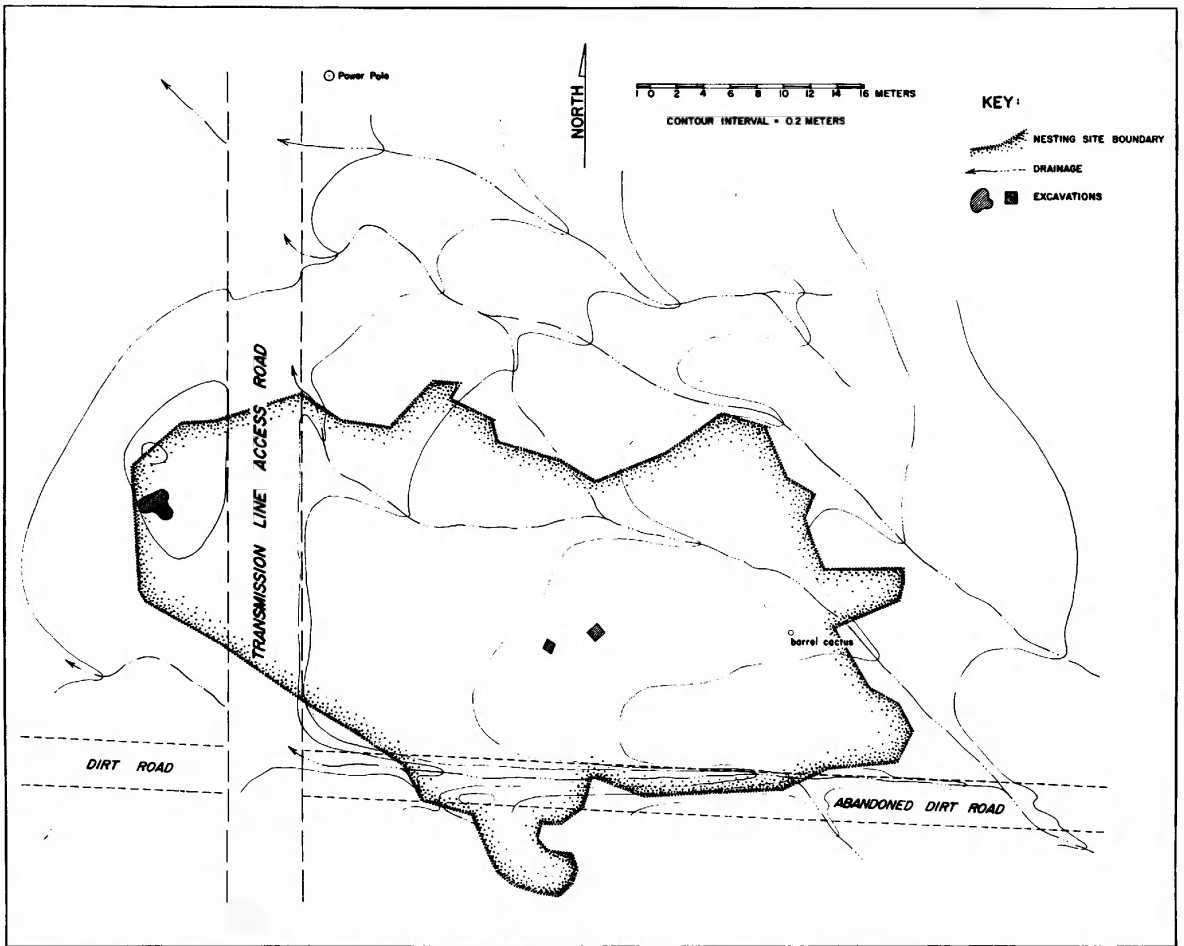 Power Pole
NORTH
1 0 2 4 6 8 10 12 14 16 METERS
CONTOUR INTERVAL = 0.2 METERS
KEY:
NESTING SITE BOUNDARY
DRAINAGE
EXCAVATIONS
TRANSMISSION LINE ACCESS ROAD
barrel cactus
DIRT ROAD
ABANDONED DIRT ROAD